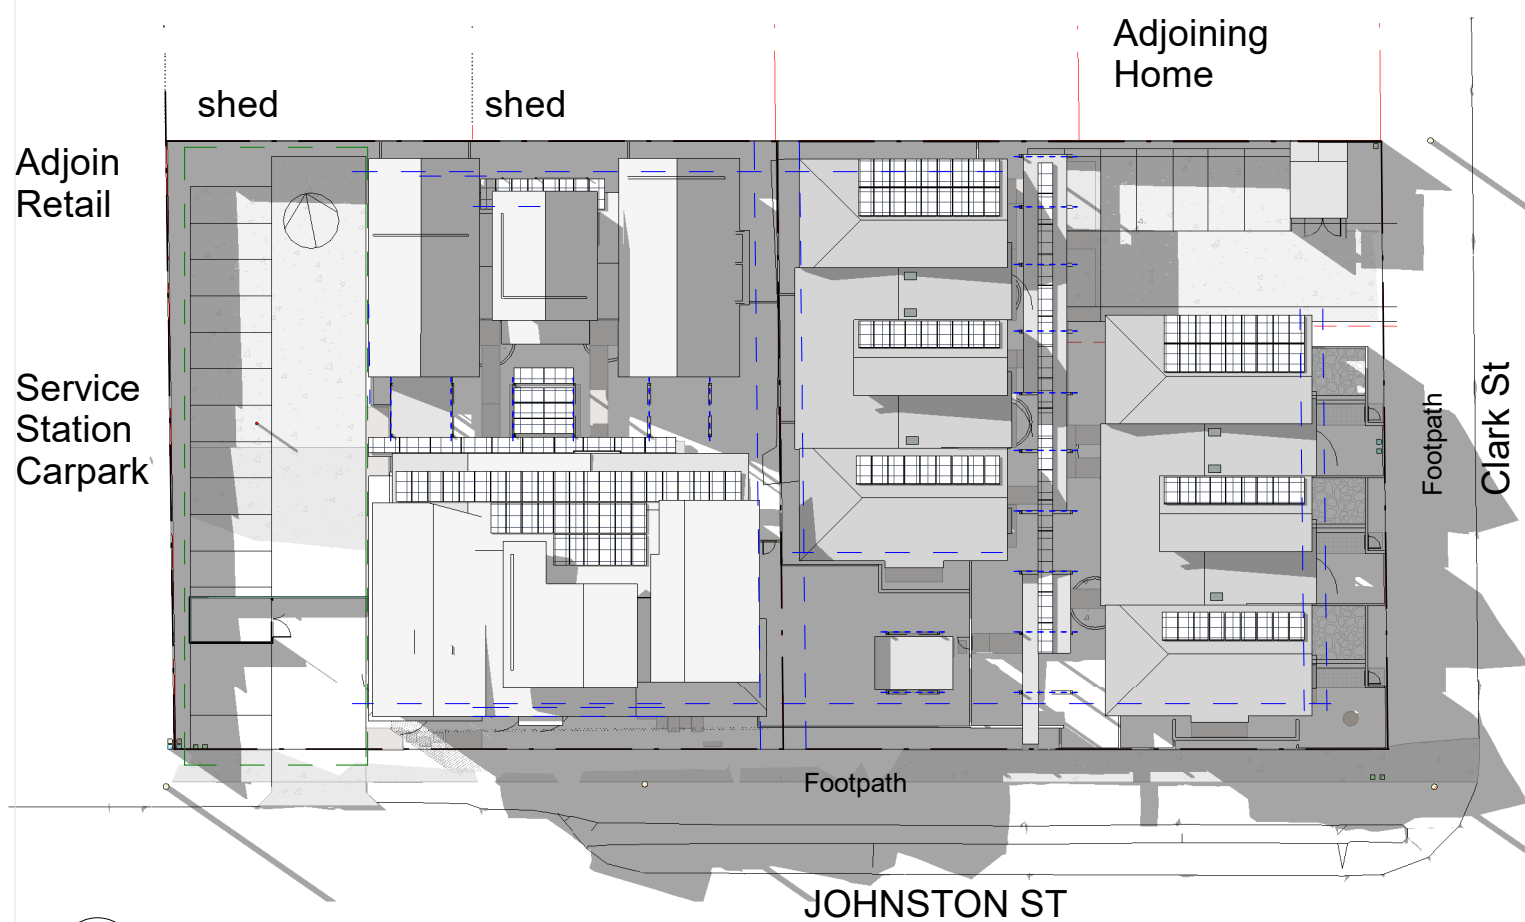 Adjoining
Home
shed
shed
Adjoin
Retail
Service
Station
Carpark
Footpath
Clark St
Footpath
JOHNSTON ST